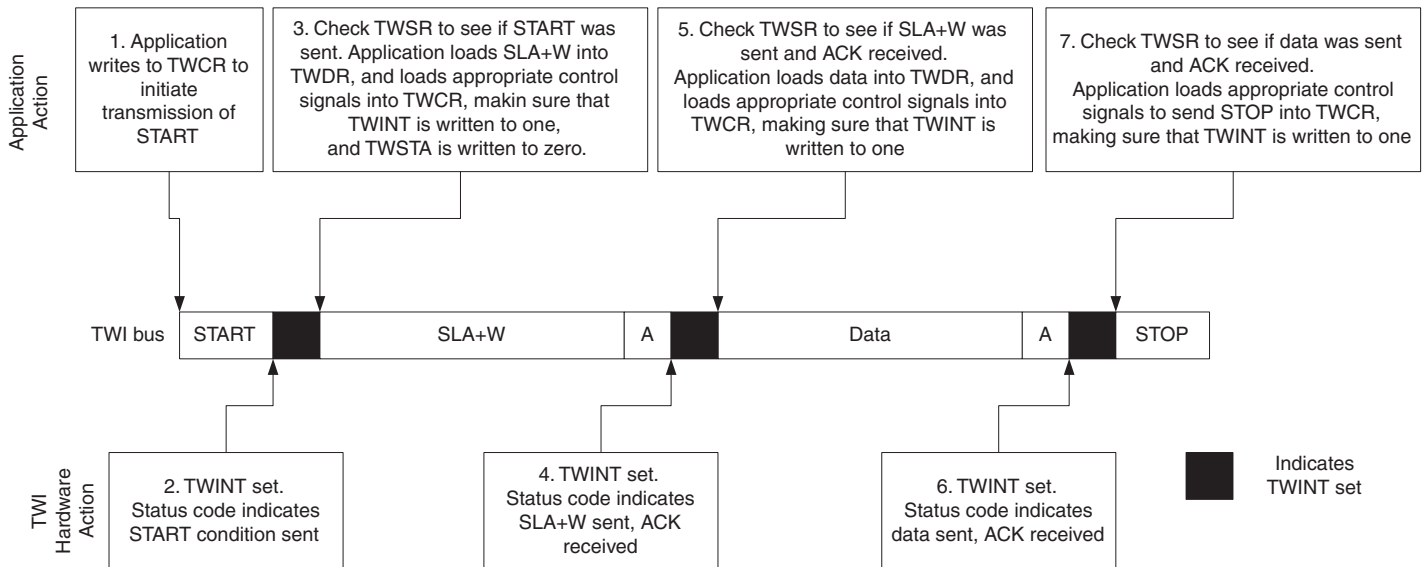 Application
Action
1. Application
writes to TWCR to
initiate
transmission of
START
3. Check TWSR to see if START was
sent. Application loads SLA+W into
TWDR, and loads appropriate control
signals into TWCR, makin sure that
TWINT is written to one,
and TWSTA is written to zero.
5. Check TWSR to see if SLA+W was
sent and ACK received.
Application loads data into TWDR, and
loads appropriate control signals into
TWCR, making sure that TWINT is
written to one
7. Check TWSR to see if data was sent
and ACK received.
Application loads appropriate control
signals to send STOP into TWCR,
making sure that TWINT is written to one
TWI bus
START
SLA+W
A
Data
A
STOP
TWI
Hardware
Action
2. TWINT set.
Status code indicates
START condition sent
4. TWINT set.
Status code indicates
SLA+W sent, ACK
received
6. TWINT set.
Status code indicates
data sent, ACK received
Indicates
TWINT set